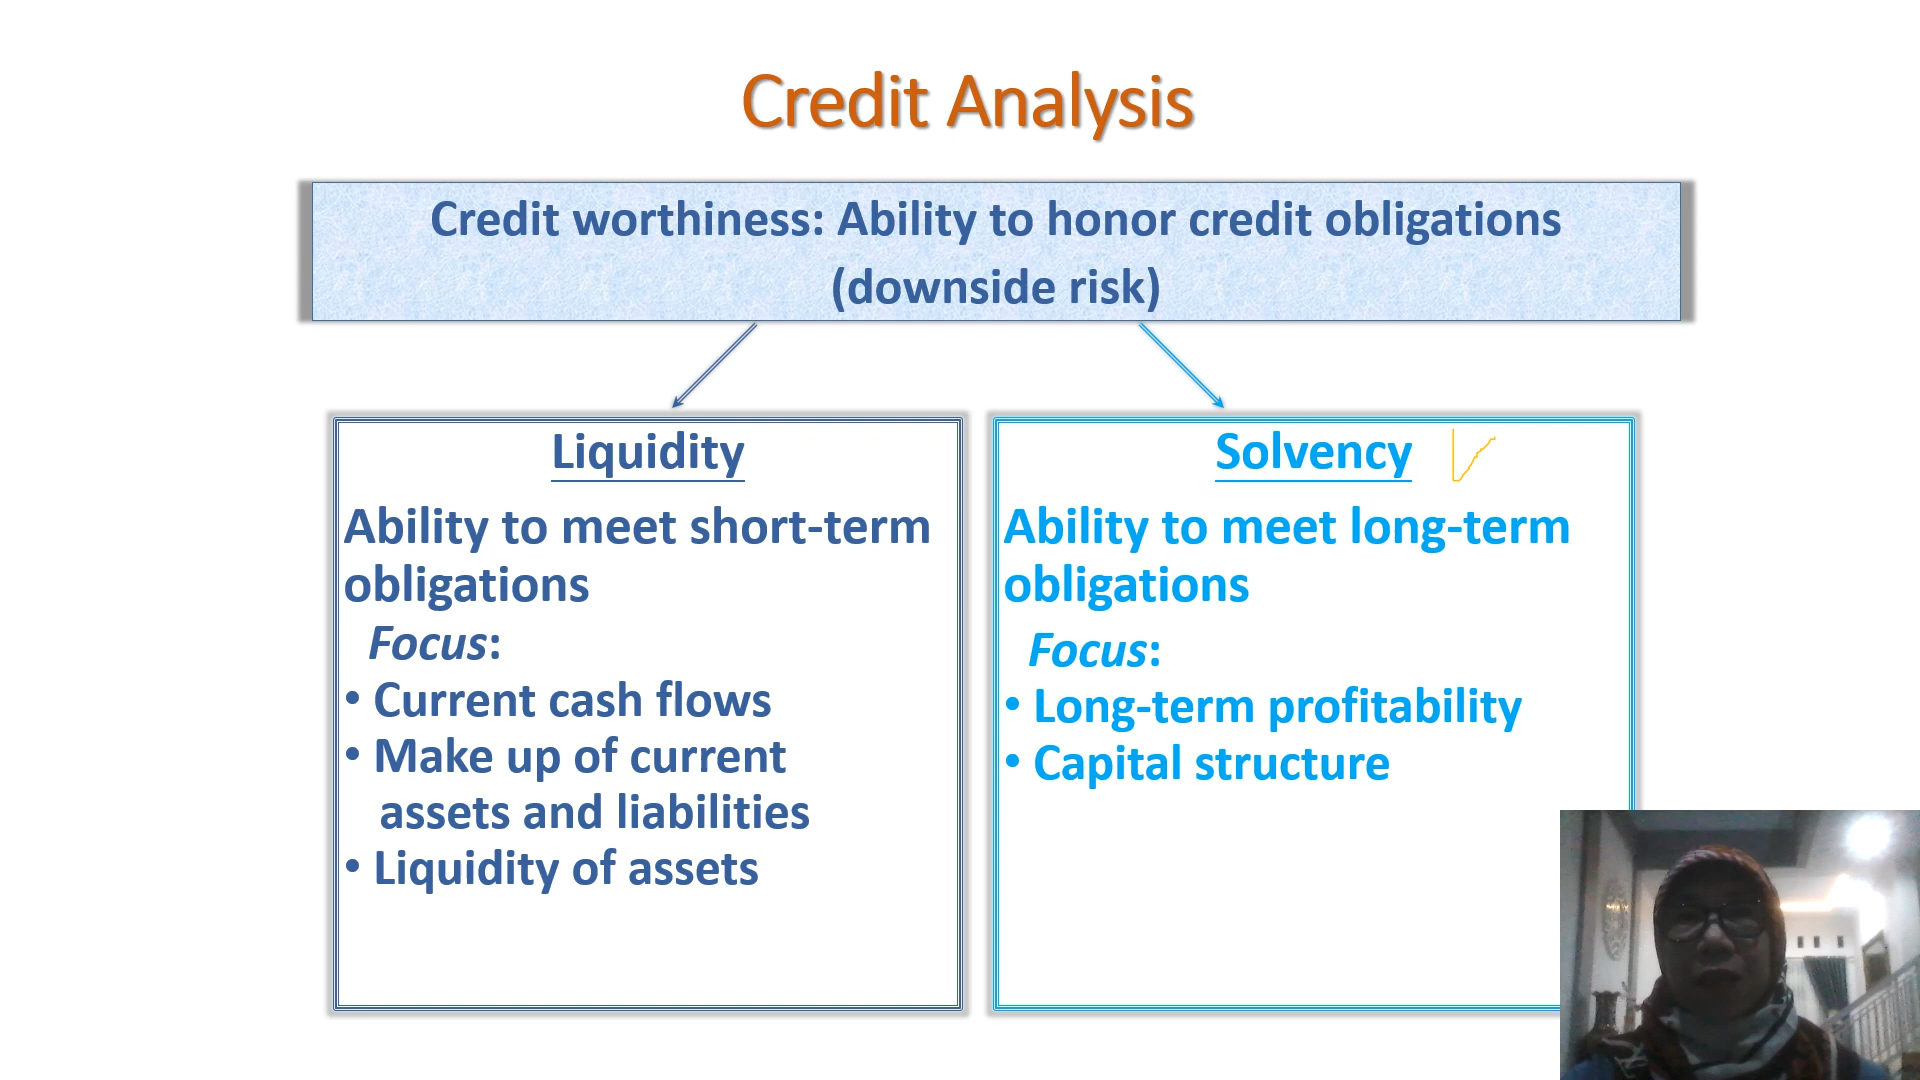 Credit Analysis
Credit worthiness: Ability to honor credit obligations
(downside risk)
Liquidity
Ability to meet short-term
obligations
Focus:
• Current cash flows
• Make up of current
assets and liabilities
• Liquidity of assets
Solvency
Ability to meet long-term
obligations
Focus:
• Long-term profitability
• Capital structure